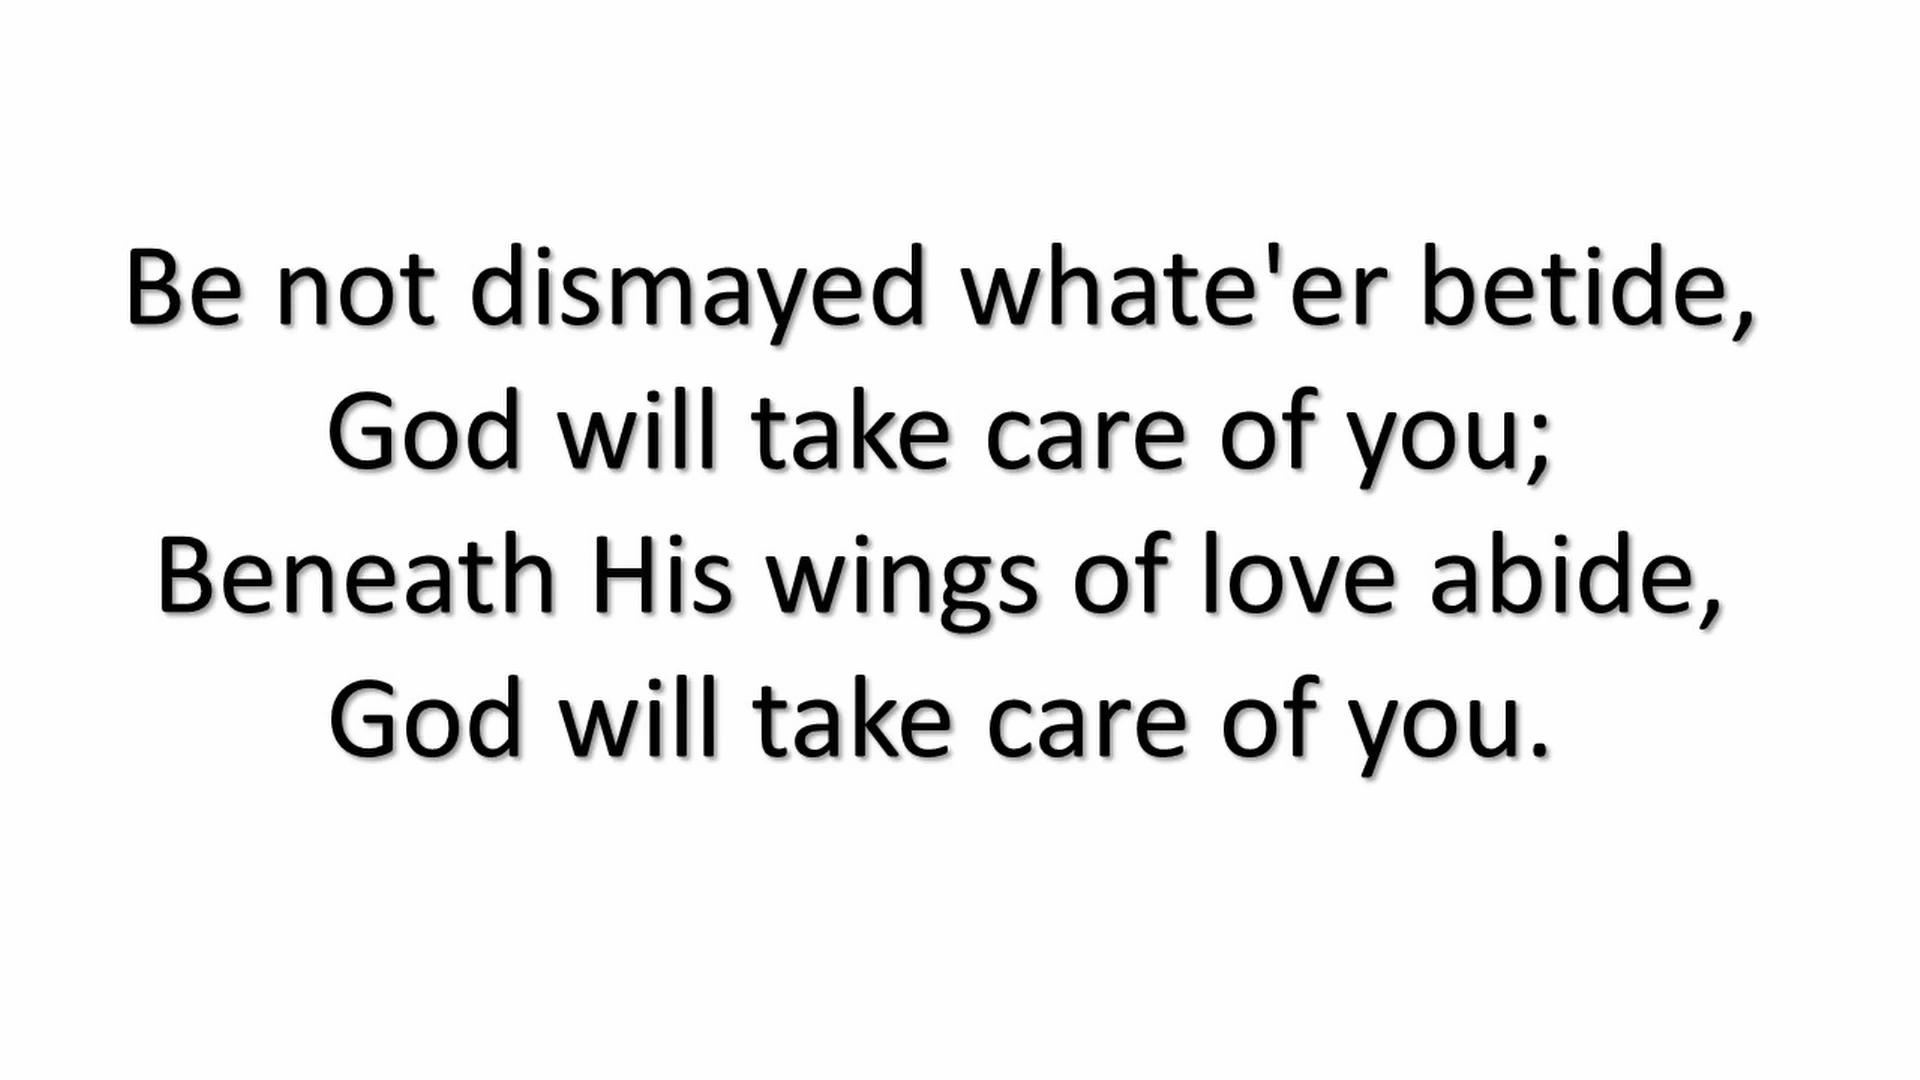 Be not dismayed whate'er betide,
God will take care of you;
Beneath His wings of love abide,
God will take care of you.